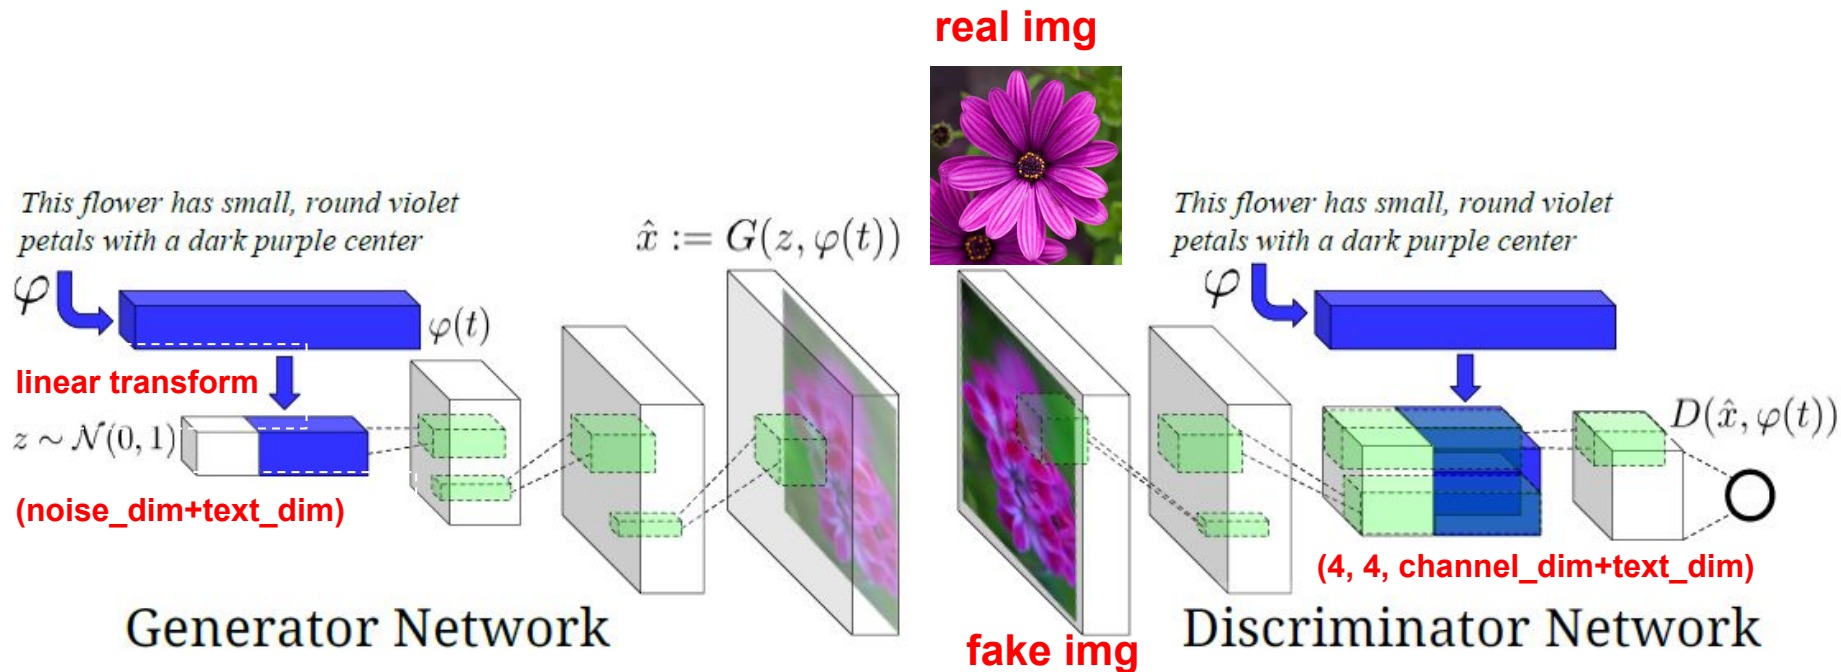 real img
This flower has small, round violet
petals with a dark purple center
φ
φ(t)
linear transform
z ∼ N(0, 1)
(noise_dim+text_dim)
x̂ := G(z, φ(t))
Generator Network
fake img
This flower has small, round violet
petals with a dark purple center
φ
D(x̂, φ(t))
(4, 4, channel_dim+text_dim)
Discriminator Network